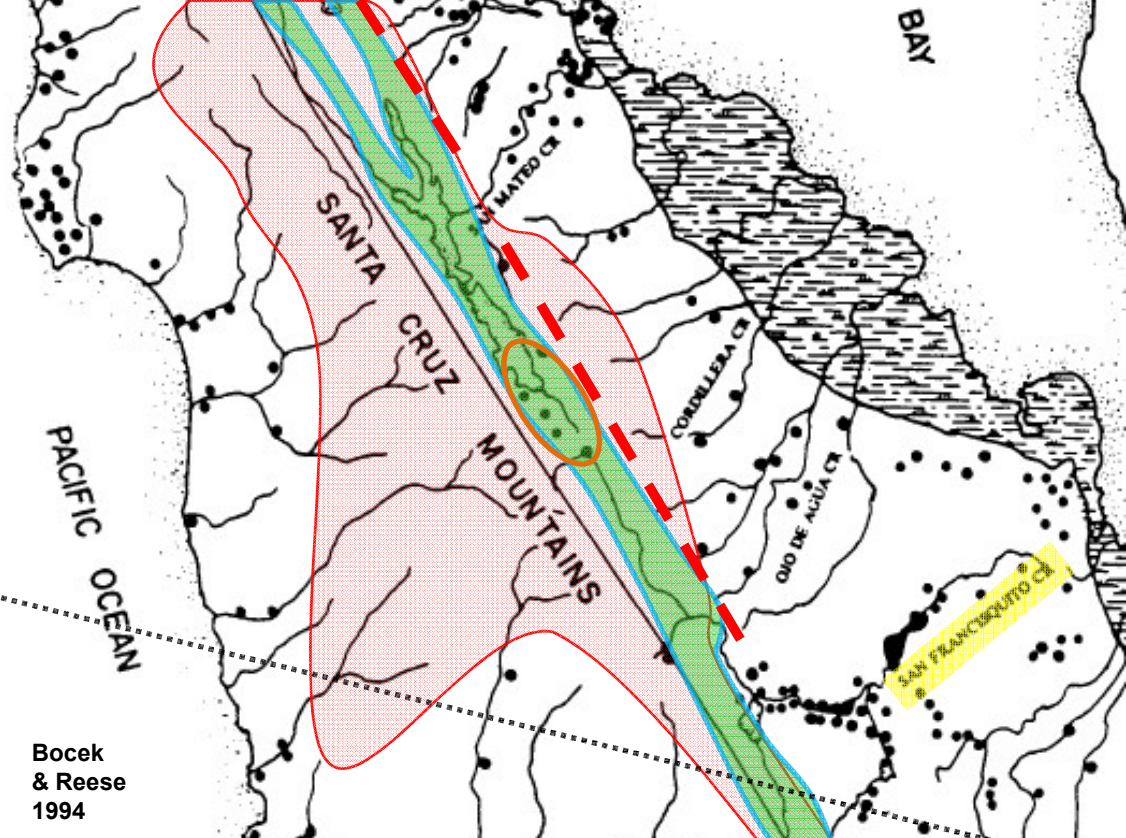 BAY
SAN MATEO CR
SANTA
CRUZ
MOUNTAINS
CORDILLERA CR
OJO DE AGUA CR
PACIFIC
OCEAN
SAN FRANCISQUITO CR
Bocek
& Reese
1994